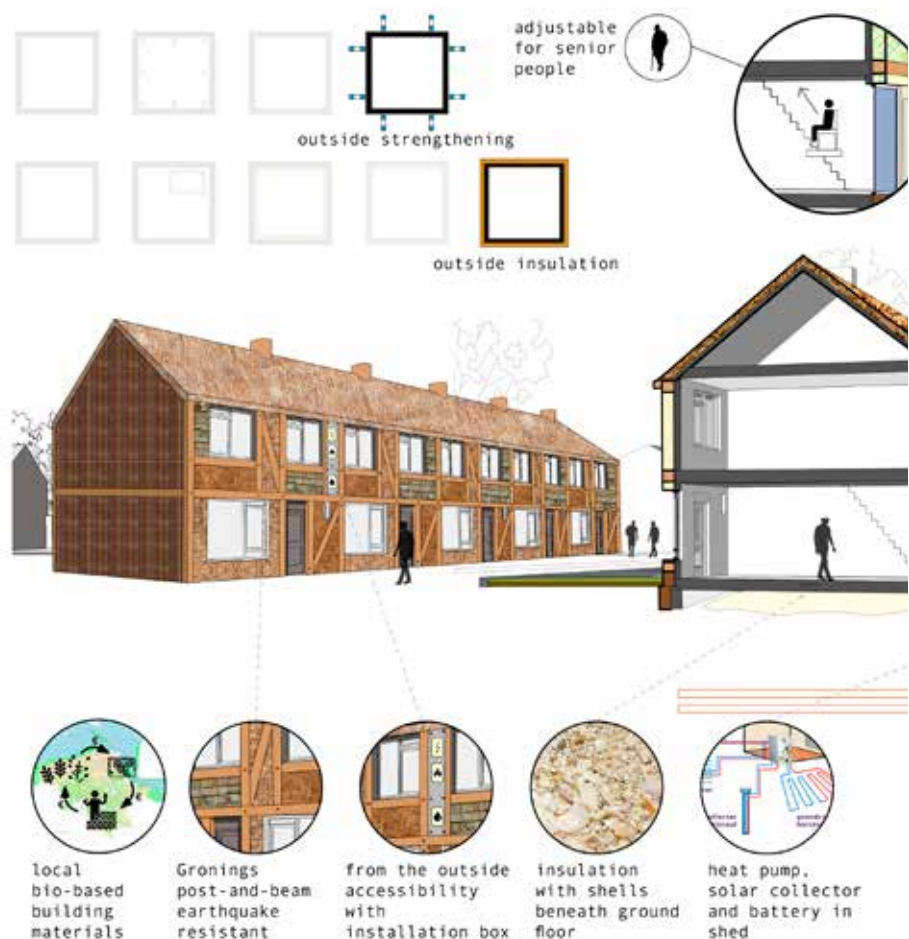 adjustable
for senior
people
outside strengthening
outside insulation
local
bio-based
building
materials
Gronings
post-and-beam
earthquake
resistant
from the outside
accessibility
with
installation box
insulation
with shells
beneath ground
floor
heat pump,
solar collector
and battery in
shed